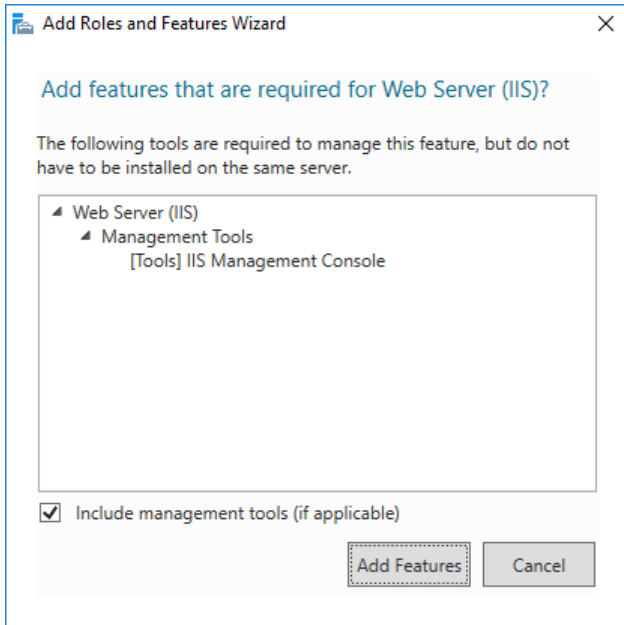 Add Roles and Features Wizard
Add features that are required for Web Server (IIS)?
The following tools are required to manage this feature, but do not
have to be installed on the same server.
Web Server (IIS)
Management Tools
[Tools] IIS Management Console
Include management tools (if applicable)
Add Features
Cancel